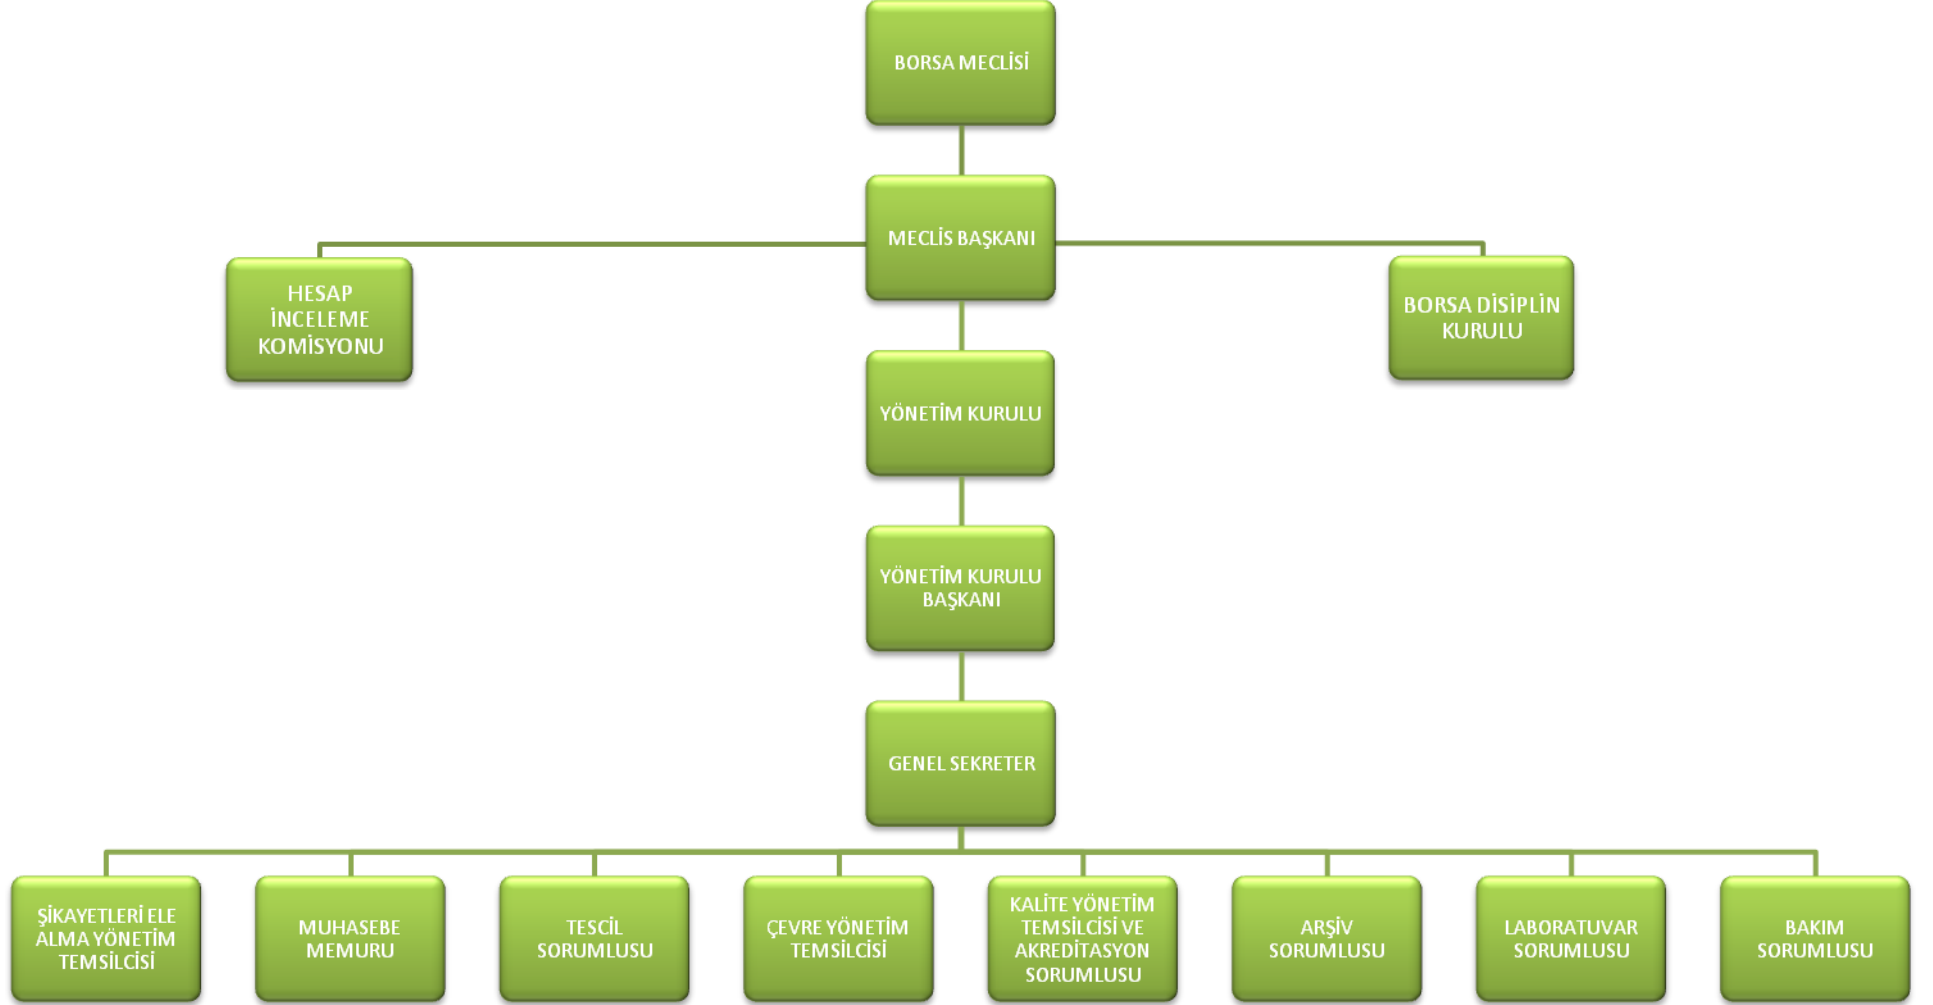 BORSA MECLİSİ
MECLİS BAŞKANI
HESAP
İNCELEME
KOMİSYONU
BORSA DİSİPLİN
KURULU
YÖNETİM KURULU
YÖNETİM KURULU
BAŞKANI
GENEL SEKRETER
ŞİKAYETLERİ ELE
ALMA YÖNETİM
TEMSİLCİSİ
MUHASEBE
MEMURU
TESCİL
SORUMLUSU
ÇEVRE YÖNETİM
TEMSİLCİSİ
KALİTE YÖNETİM
TEMSİLCİSİ VE
AKREDİTASYON
SORUMLUSU
ARŞİV
SORUMLUSU
LABORATUVAR
SORUMLUSU
BAKIM
SORUMLUSU